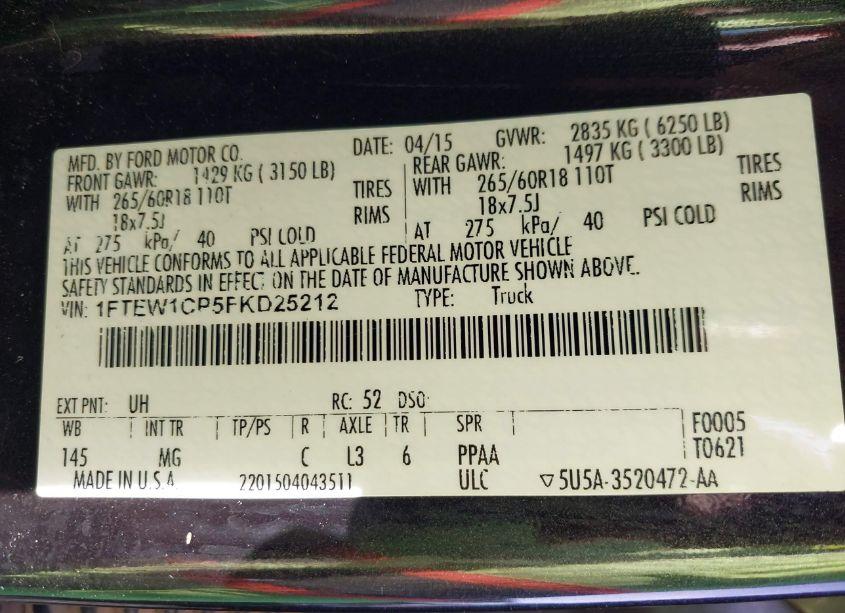 MFD. BY FORD MOTOR CO. DATE: 04/15 GVWR: 2835 KG ( 6250 LB)
FRONT GAWR: 1429 KG ( 3150 LB) REAR GAWR: 1497 KG ( 3300 LB)
WITH 265/60R18 110T TIRES WITH 265/60R18 110T TIRES
18x7.5J RIMS 18x7.5J RIMS
AT 275 kPa/ 40 PSI COLD AT 275 kPa/ 40 PSI COLD
THIS VEHICLE CONFORMS TO ALL APPLICABLE FEDERAL MOTOR VEHICLE
SAFETY STANDARDS IN EFFECT ON THE DATE OF MANUFACTURE SHOWN ABOVE.
VIN: 1FTEW1CP5FKD25212 TYPE: Truck
EXT PNT: UH RC: 52 DSO:
WB INT TR TP/PS R AXLE TR SPR F0005
145 MG C L3 6 PPAA T0621
MADE IN U.S.A. 2201504043511 ULC ▽5U5A-3520472-AA